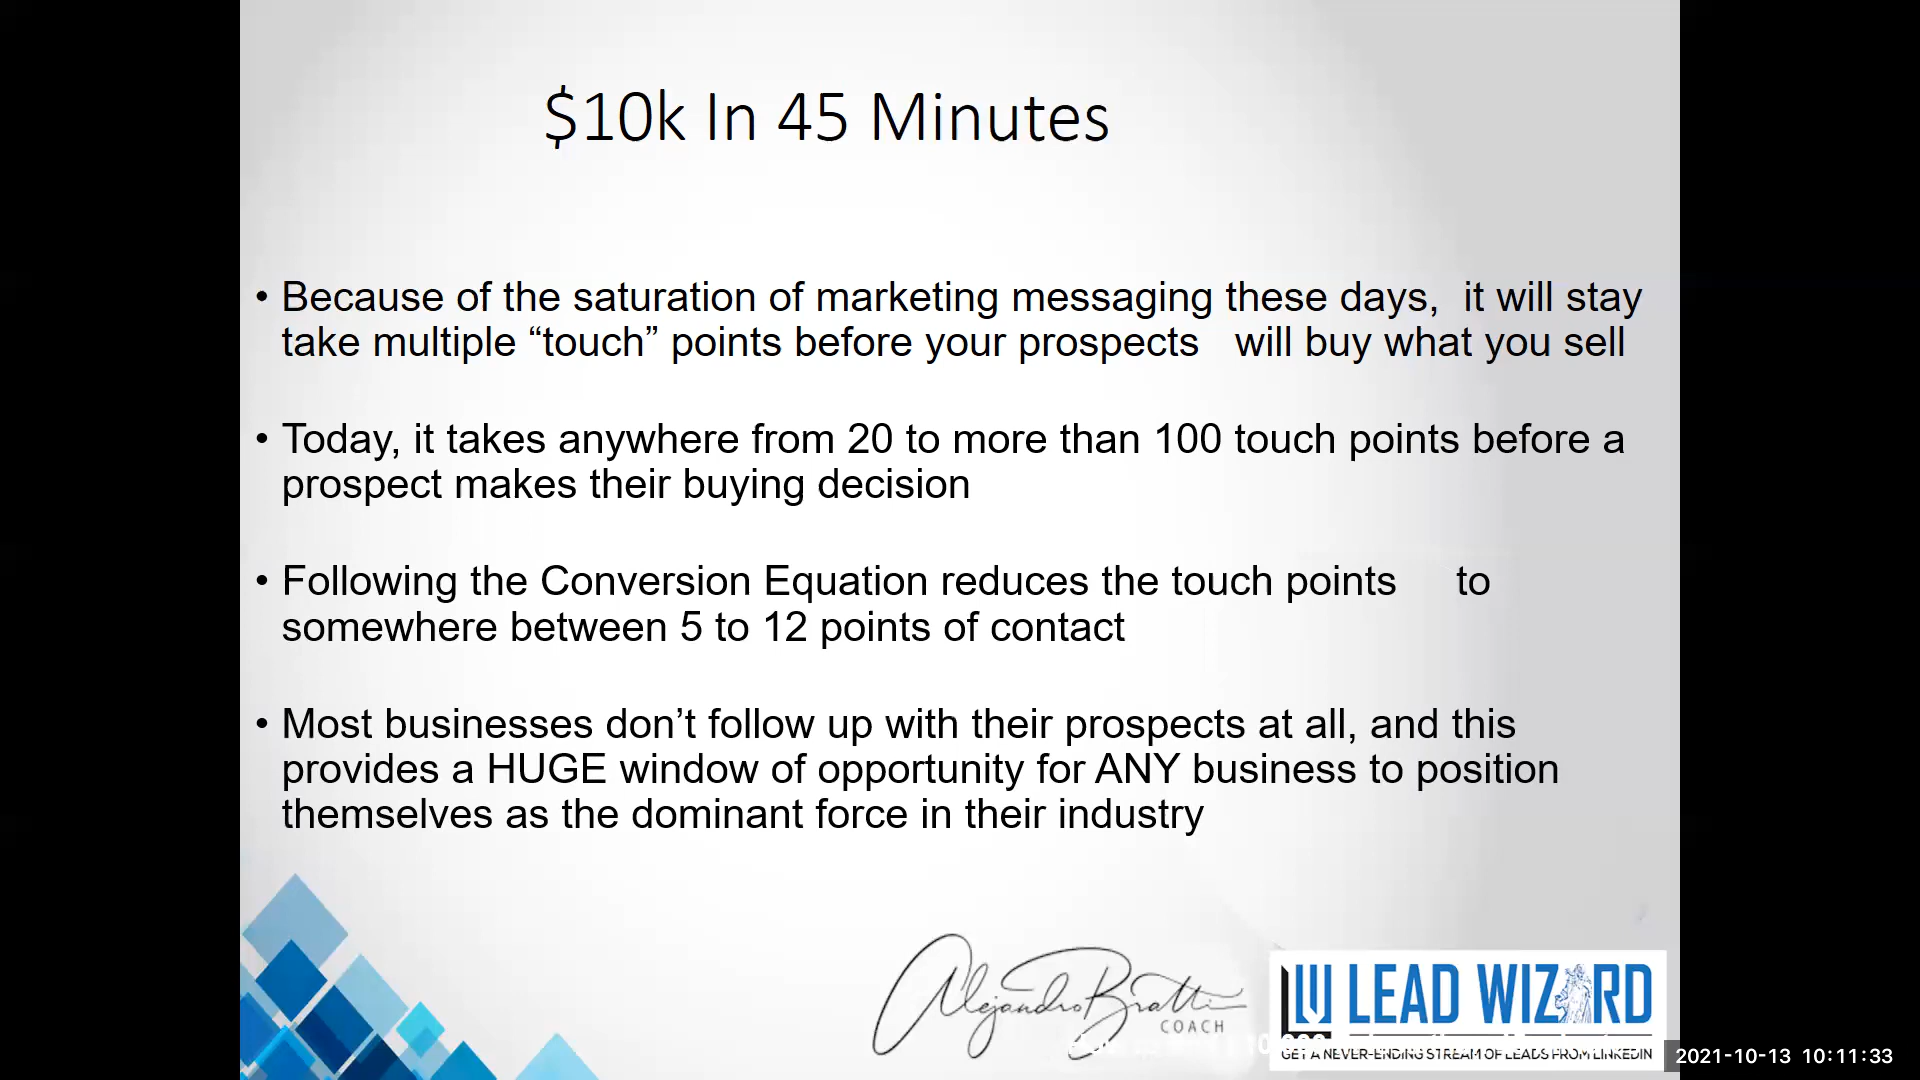 $10k In 45 Minutes
• Because of the saturation of marketing messaging these days,  it will stay
take multiple “touch” points before your prospects   will buy what you sell
• Today, it takes anywhere from 20 to more than 100 touch points before a
prospect makes their buying decision
• Following the Conversion Equation reduces the touch points     to
somewhere between 5 to 12 points of contact
• Most businesses don’t follow up with their prospects at all, and this
provides a HUGE window of opportunity for ANY business to position
themselves as the dominant force in their industry
Alejandro Bratti
COACH
LEAD WIZARD
GET A NEVER-ENDING STREAM OF LEADS FROM LINKEDIN
2021-10-13 10:11:33